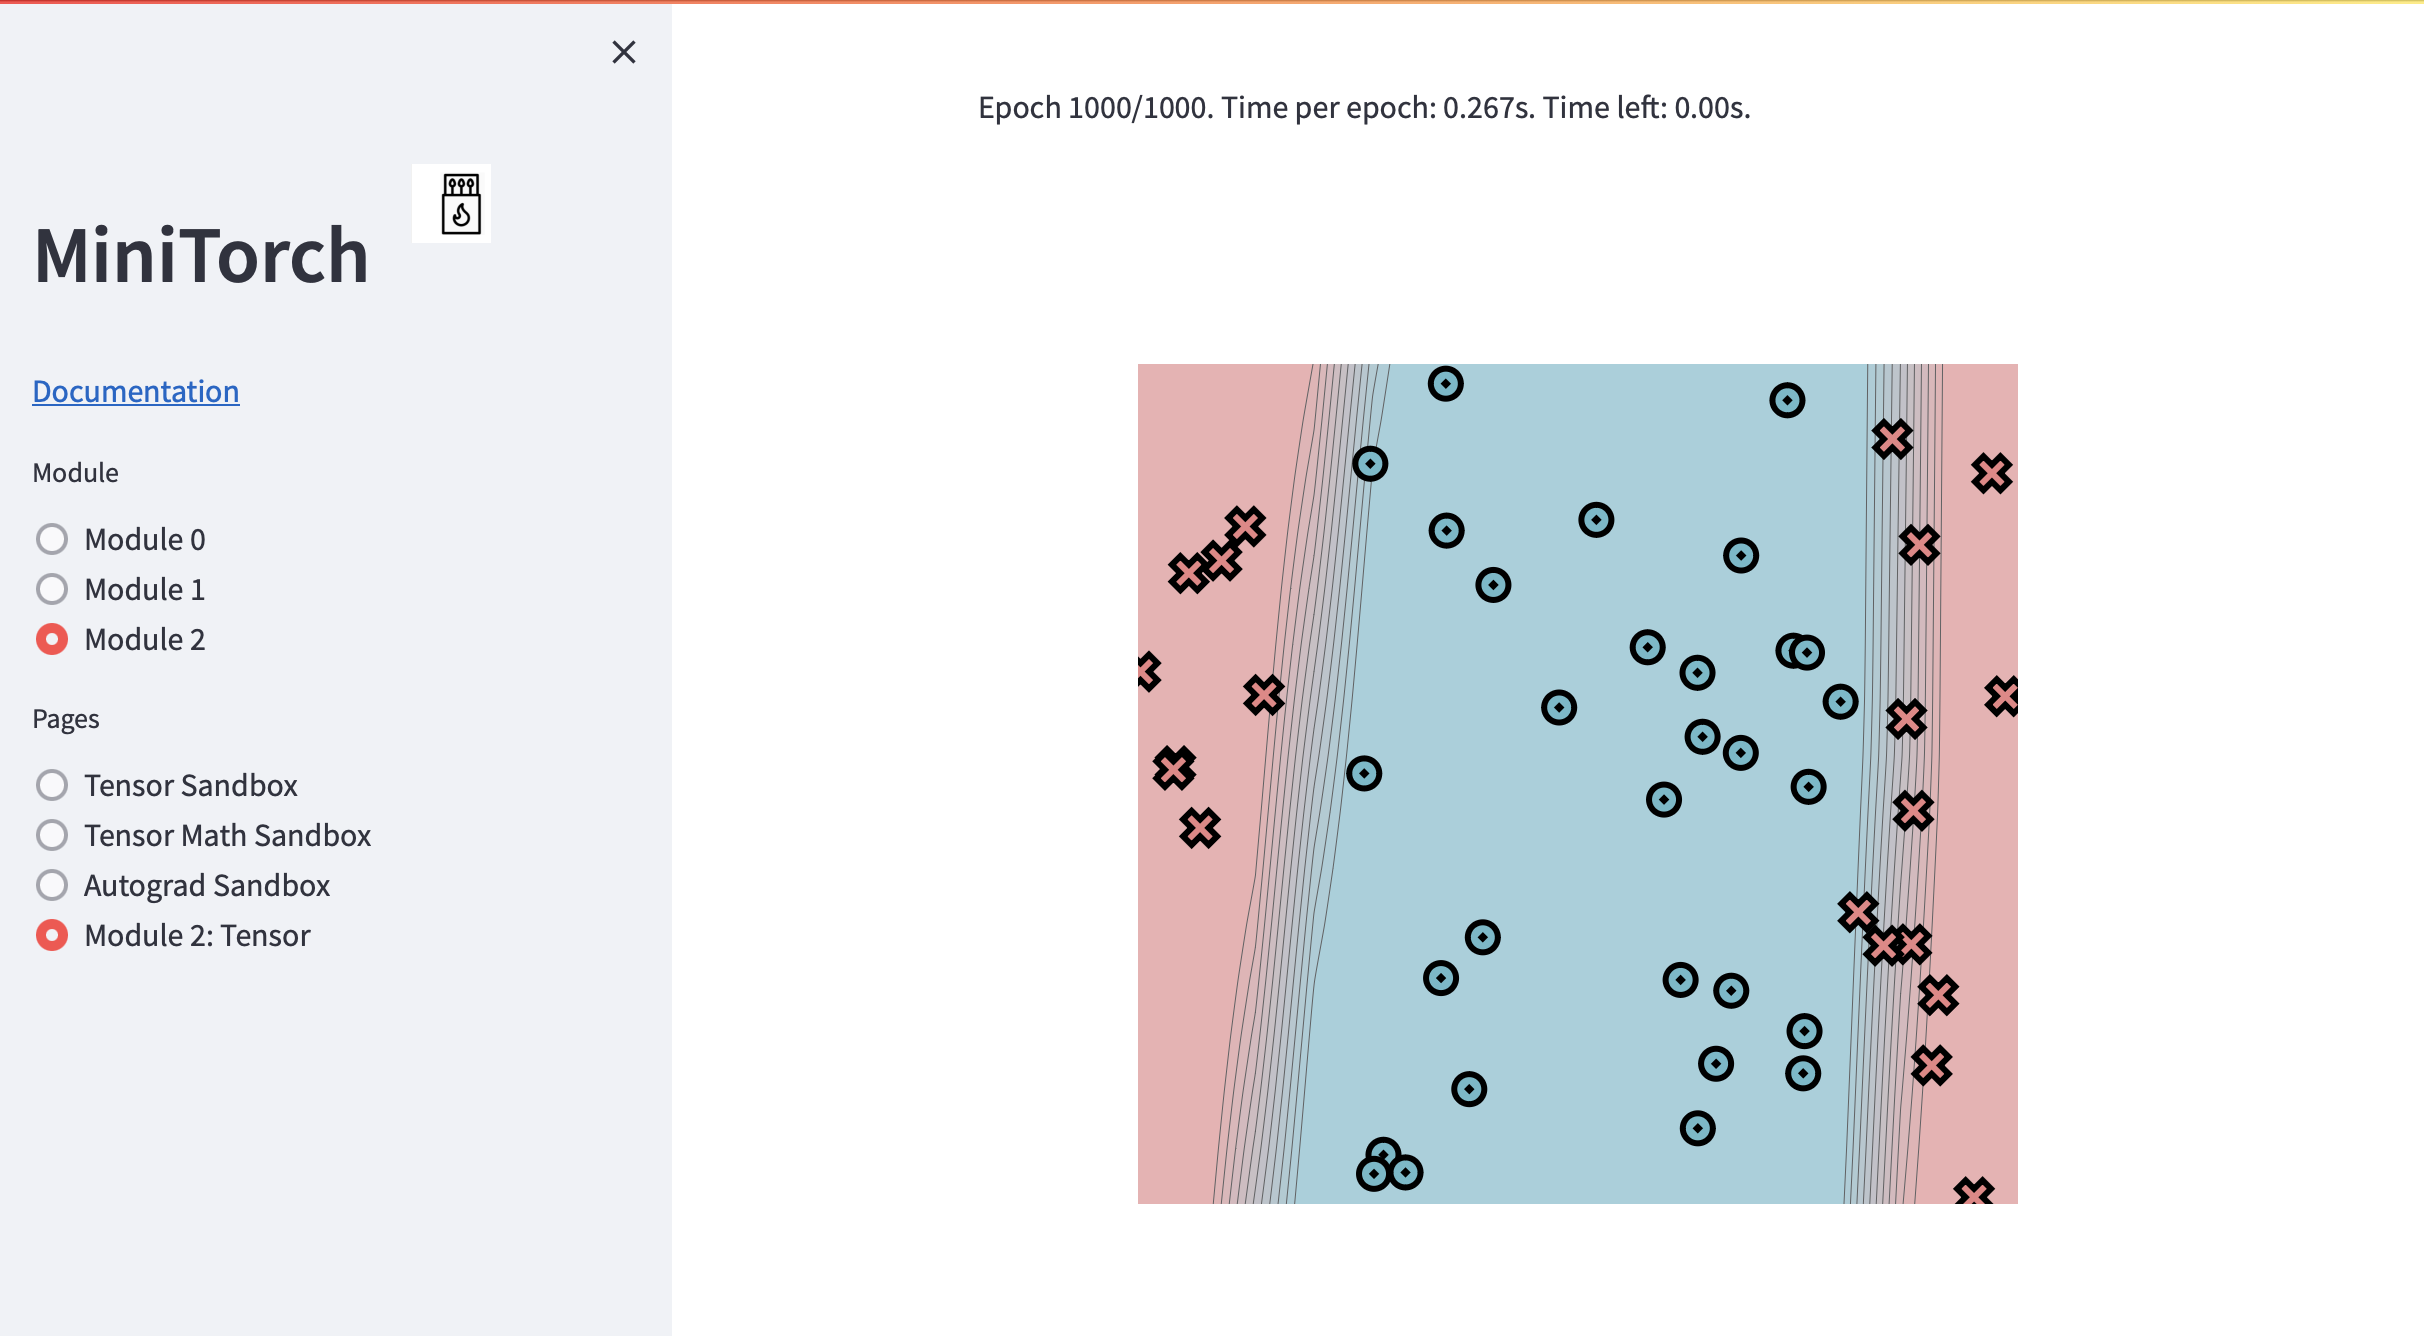 Epoch 1000/1000. Time per epoch: 0.267s. Time left: 0.00s.
MiniTorch
Documentation
Module
Module 0
Module 1
Module 2
Pages
Tensor Sandbox
Tensor Math Sandbox
Autograd Sandbox
Module 2: Tensor